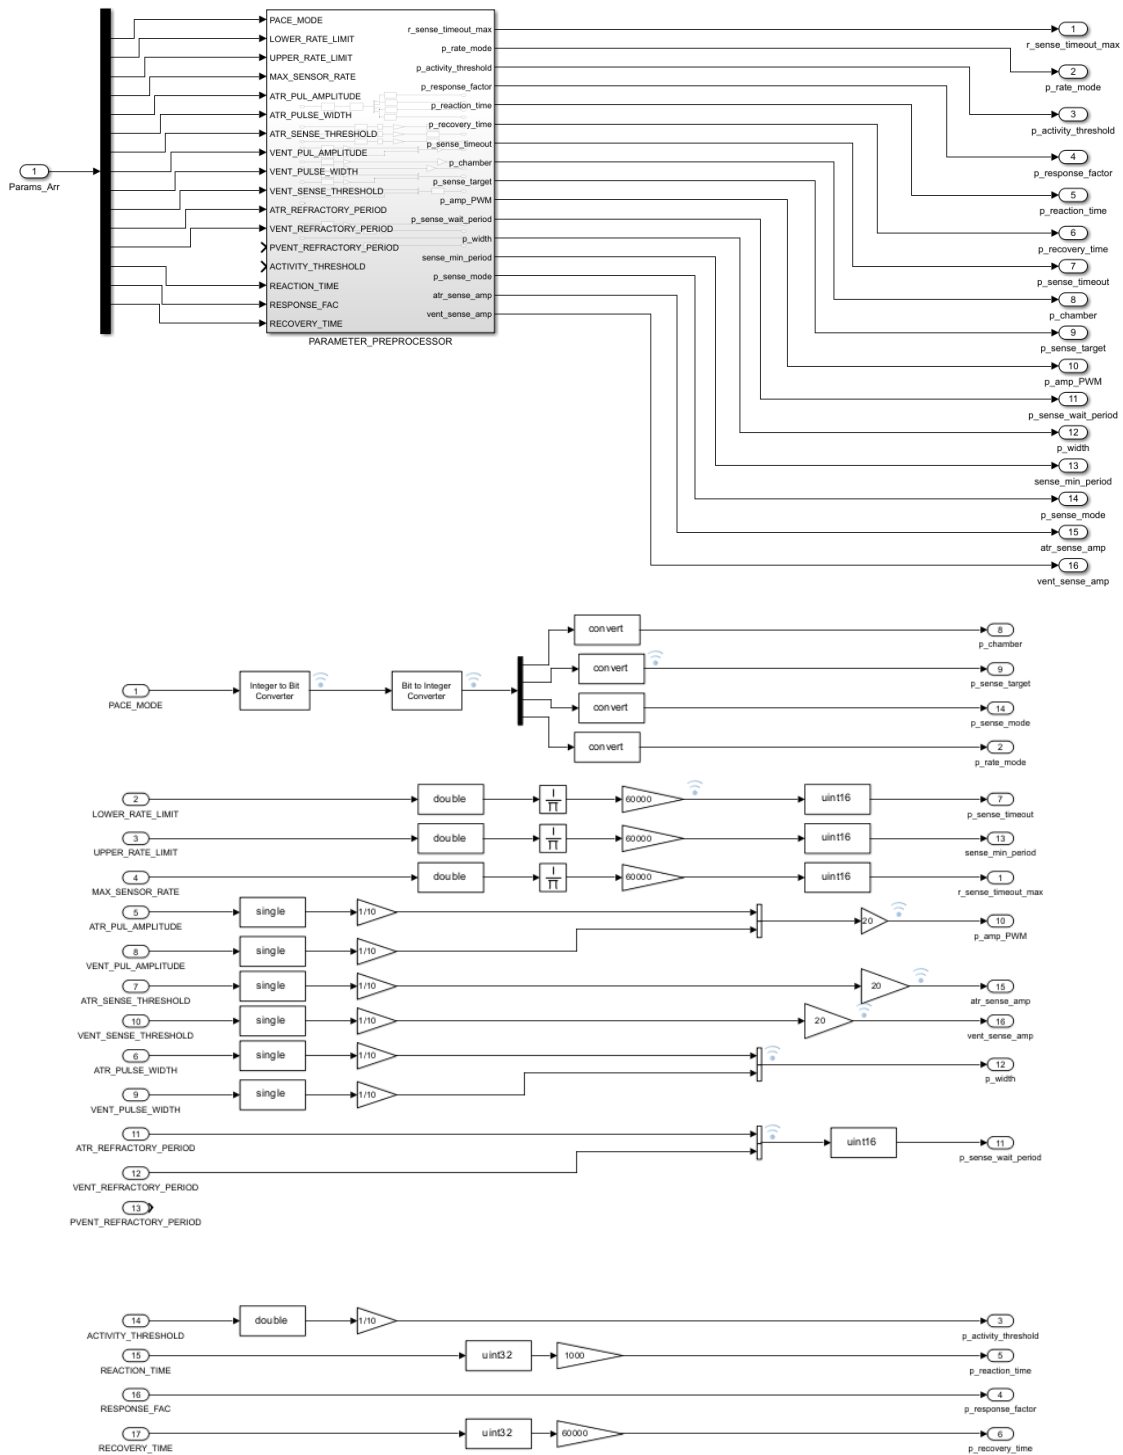 1
Params_Arr
PACE_MODE
LOWER_RATE_LIMIT
UPPER_RATE_LIMIT
MAX_SENSOR_RATE
ATR_PUL_AMPLITUDE
ATR_PULSE_WIDTH
ATR_SENSE_THRESHOLD
VENT_PUL_AMPLITUDE
VENT_PULSE_WIDTH
VENT_SENSE_THRESHOLD
ATR_REFRACTORY_PERIOD
VENT_REFRACTORY_PERIOD
PVENT_REFRACTORY_PERIOD
ACTIVITY_THRESHOLD
REACTION_TIME
RESPONSE_FAC
RECOVERY_TIME
r_sense_timeout_max
p_rate_mode
p_activity_threshold
p_response_factor
p_reaction_time
p_recovery_time
p_sense_timeout
p_chamber
p_sense_target
p_amp_PWM
p_sense_wait_period
p_width
sense_min_period
p_sense_mode
atr_sense_amp
vent_sense_amp
PARAMETER_PREPROCESSOR
1
r_sense_timeout_max
2
p_rate_mode
3
p_activity_threshold
4
p_response_factor
5
p_reaction_time
6
p_recovery_time
7
p_sense_timeout
8
p_chamber
9
p_sense_target
10
p_amp_PWM
11
p_sense_wait_period
12
p_width
13
sense_min_period
14
p_sense_mode
15
atr_sense_amp
16
vent_sense_amp
1
PACE_MODE
Integer to Bit
Converter
Bit to Integer
Converter
convert
8
p_chamber
convert
9
p_sense_target
convert
14
p_sense_mode
convert
2
p_rate_mode
2
LOWER_RATE_LIMIT
double
60000
uint16
7
p_sense_timeout
3
UPPER_RATE_LIMIT
double
60000
uint16
13
sense_min_period
4
MAX_SENSOR_RATE
double
60000
uint16
1
r_sense_timeout_max
5
ATR_PUL_AMPLITUDE
single
1/10
20
10
p_amp_PWM
8
VENT_PUL_AMPLITUDE
single
1/10
7
ATR_SENSE_THRESHOLD
single
1/10
20
15
atr_sense_amp
10
VENT_SENSE_THRESHOLD
single
1/10
20
16
vent_sense_amp
6
ATR_PULSE_WIDTH
single
1/10
12
p_width
9
VENT_PULSE_WIDTH
single
1/10
11
ATR_REFRACTORY_PERIOD
uint16
11
p_sense_wait_period
12
VENT_REFRACTORY_PERIOD
13
PVENT_REFRACTORY_PERIOD
14
ACTIVITY_THRESHOLD
double
1/10
3
p_activity_threshold
15
REACTION_TIME
uint32
1000
5
p_reaction_time
16
RESPONSE_FAC
4
p_response_factor
17
RECOVERY_TIME
uint32
60000
6
p_recovery_time